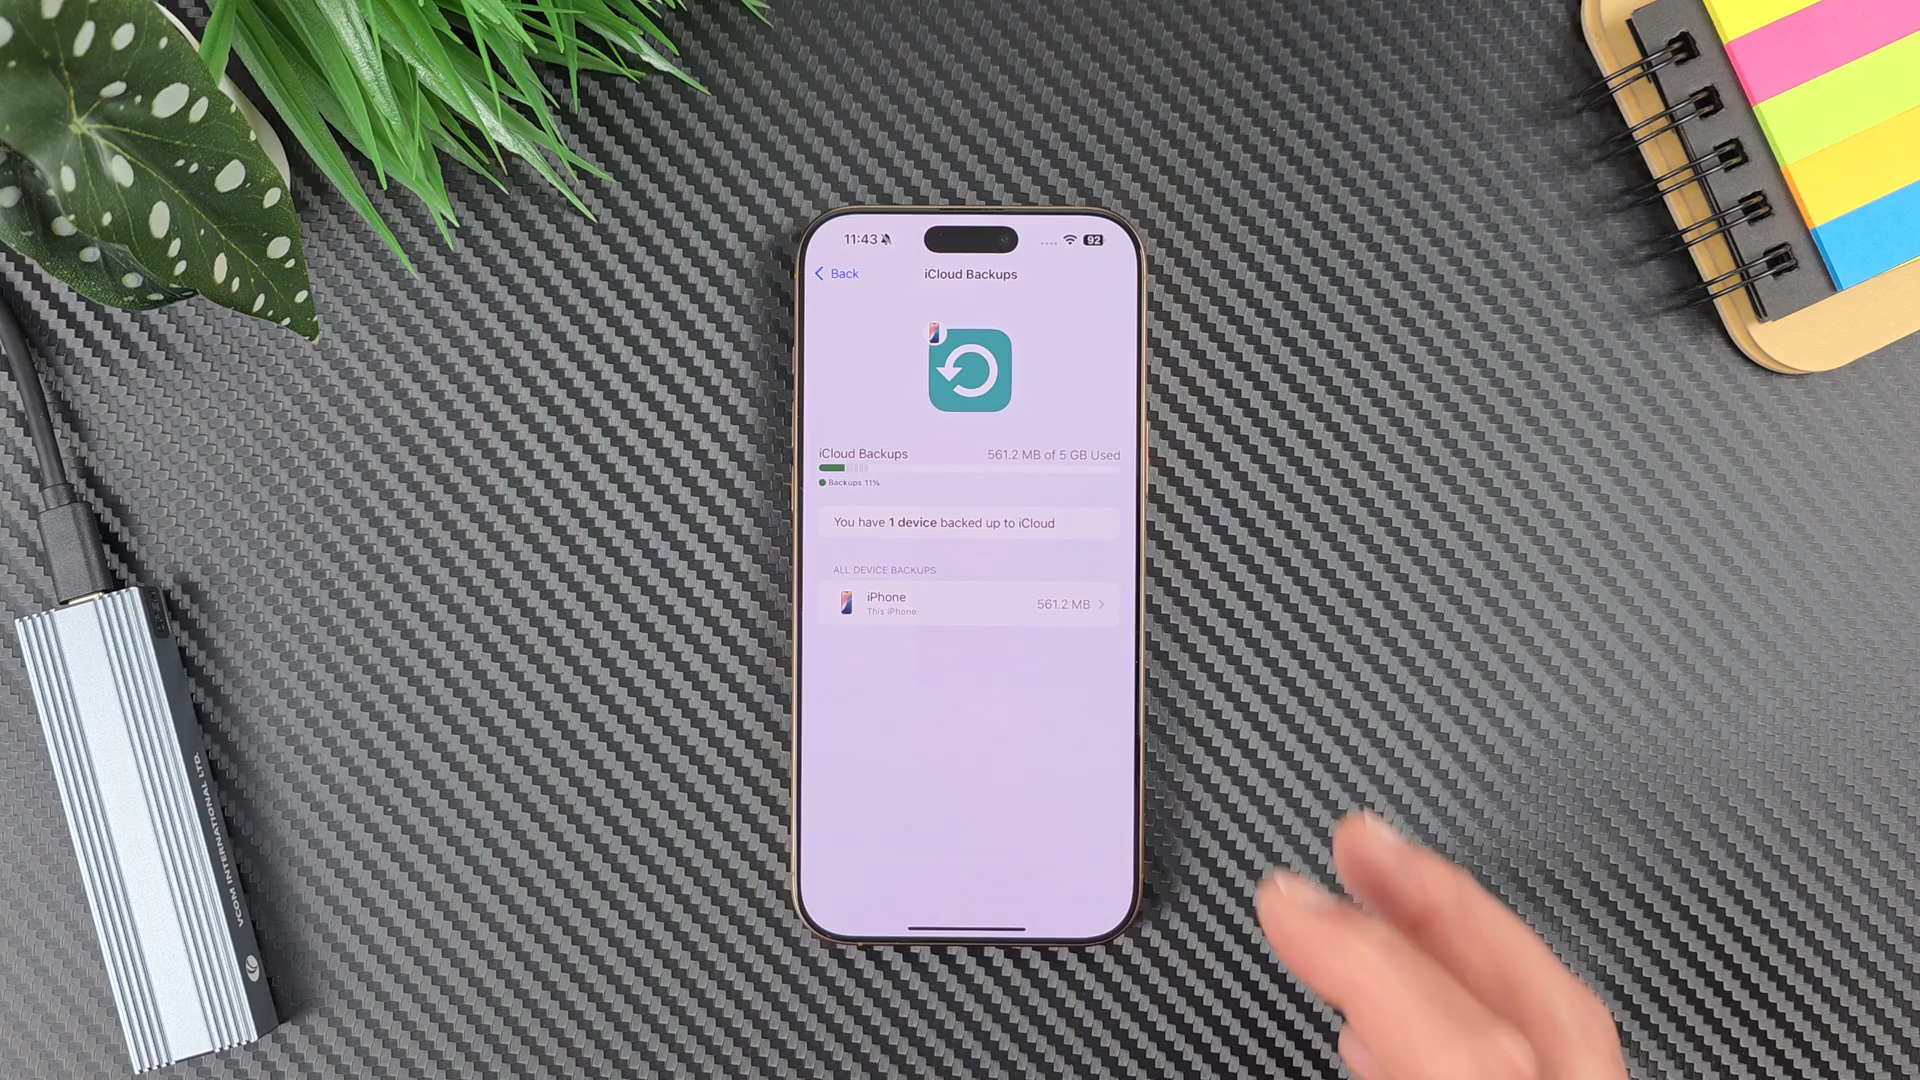 11:43
92
Back
iCloud Backups
iCloud Backups
561.2 MB of 5 GB Used
Backups 11%
You have 1 device backed up to iCloud
ALL DEVICE BACKUPS
iPhone
This iPhone
561.2 MB
VCOM INTERNATIONAL LTD.